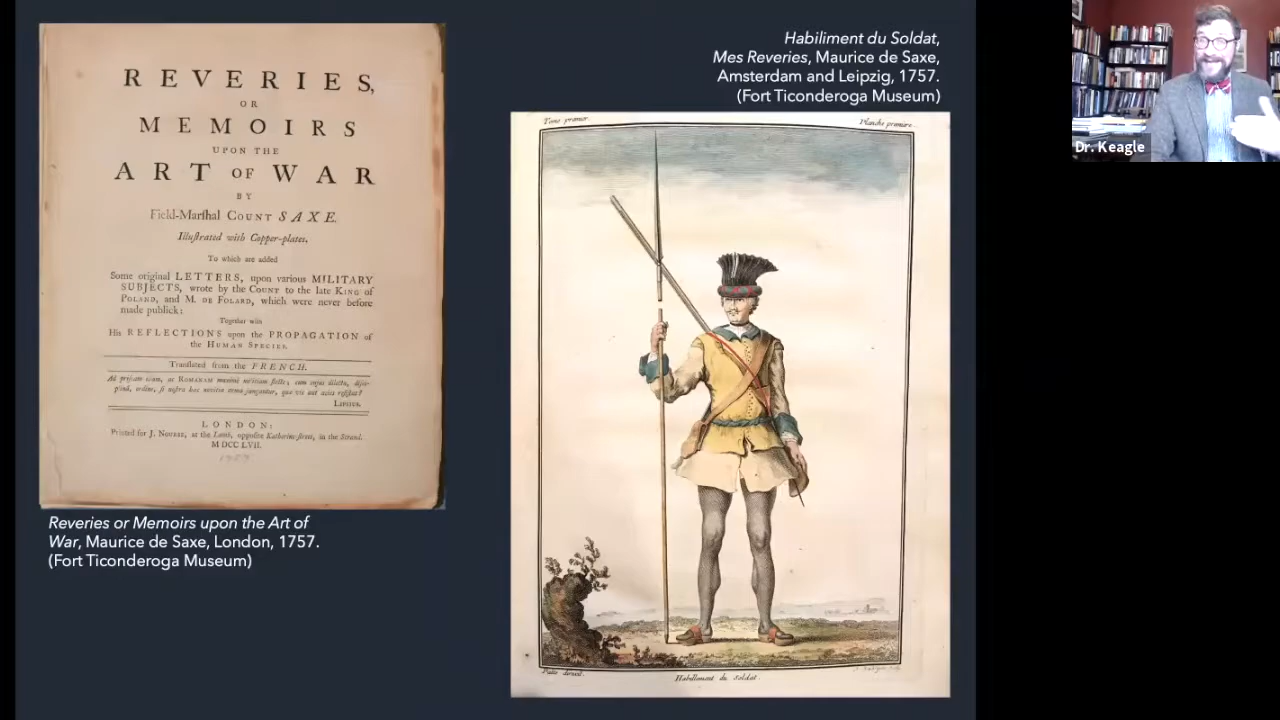 REVERIES,
OR
MEMOIRS
UPON THE
ART OF WAR
BY
Field-Marſhal COUNT SAXE.
Illuſtrated with Copper-plates.
To which are added
Some original LETTERS, upon various MILITARY
SUBJECTS, wrote by the COUNT to the late KING of
POLAND, and M. DE FOLARD, which were never before
made publick:
Together with
His REFLECTIONS upon the PROPAGATION of
the HUMAN SPECIES.
Translated from the FRENCH.
LIPSIUS.
LONDON:
Printed for J. NOURSE, at the Lamb, oppoſite Katherine-ſtreet, in the Strand.
M DCC LVII.
1757
Reveries or Memoirs upon the Art of
War, Maurice de Saxe, London, 1757.
(Fort Ticonderoga Museum)
Habiliment du Soldat,
Mes Reveries, Maurice de Saxe,
Amsterdam and Leipzig, 1757.
(Fort Ticonderoga Museum)
Tome premier.
Planche premiere.
Habillement du Soldat.
Dr. Keagle